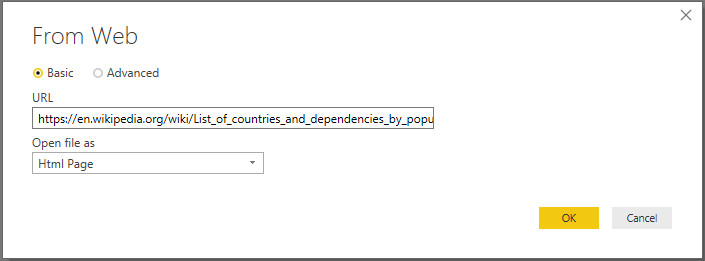 From Web
Basic Advanced
URL
https://en.wikipedia.org/wiki/List_of_countries_and_dependencies_by_popu
Open file as
Html Page
OK Cancel